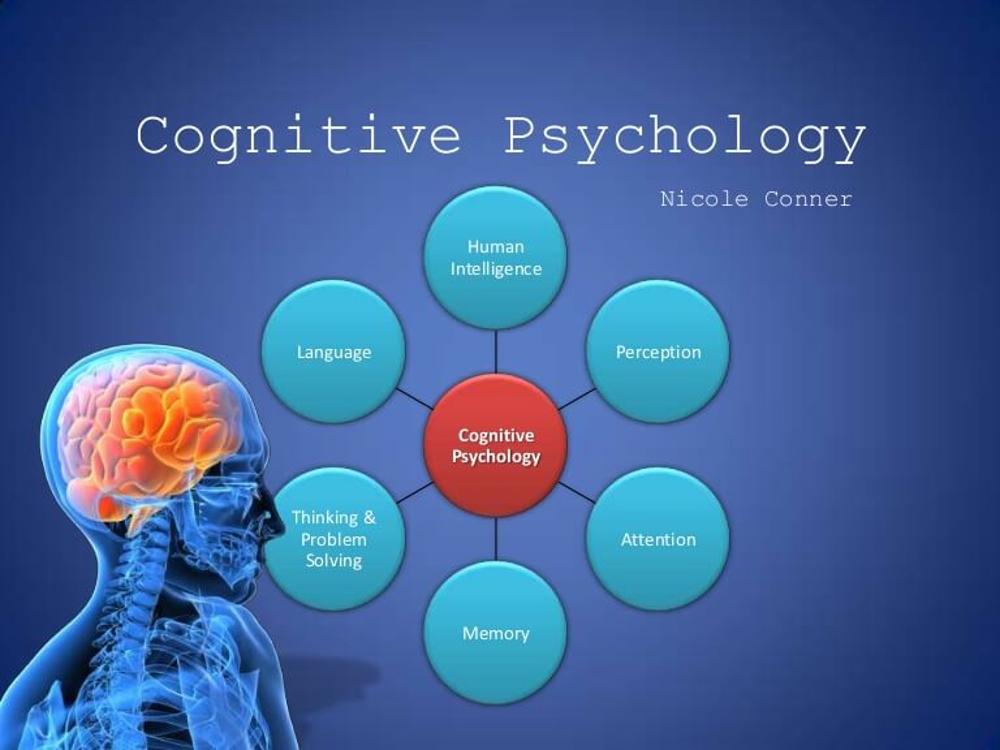 Cognitive Psychology
Nicole Conner
Human
Intelligence
Language
Perception
Cognitive
Psychology
Thinking &
Problem
Solving
Attention
Memory